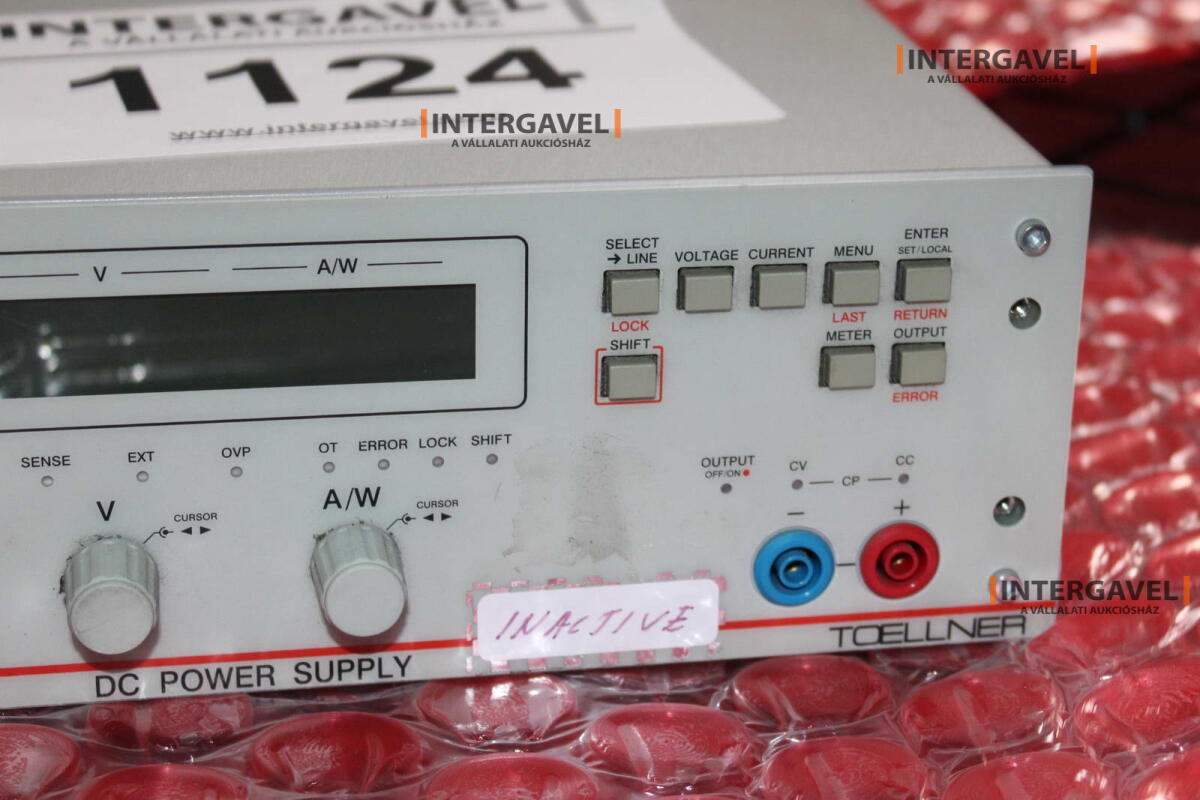 INTERGAVEL
A VÁLLALATI AUKCIÓSHÁZ
1124
INTERGAVEL
A VÁLLALATI AUKCIÓSHÁZ
INTERGAVEL
A VÁLLALATI AUKCIÓSHÁZ
V
A/W
SELECT
→ LINE
VOLTAGE
CURRENT
MENU
ENTER
SET/LOCAL
LOCK
LAST
RETURN
SHIFT
METER
OUTPUT
ERROR
SENSE
EXT
OVP
OT
ERROR
LOCK
SHIFT
V
CURSOR
A/W
CURSOR
OUTPUT
OFF/ON
CV
CP
CC
−
+
INACTIVE
TOELLNER
DC POWER SUPPLY
INTERGAVEL
A VÁLLALATI AUKCIÓSHÁZ